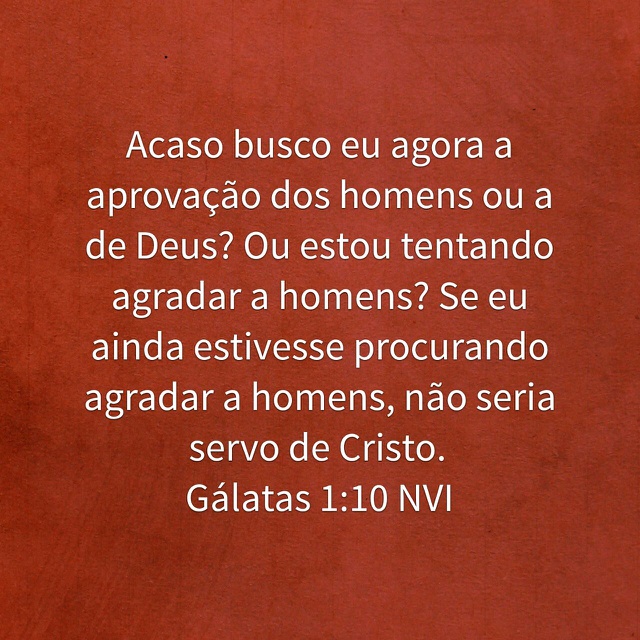 Acaso busco eu agora a
aprovação dos homens ou a
de Deus? Ou estou tentando
agradar a homens? Se eu
ainda estivesse procurando
agradar a homens, não seria
servo de Cristo.
Gálatas 1:10 NVI